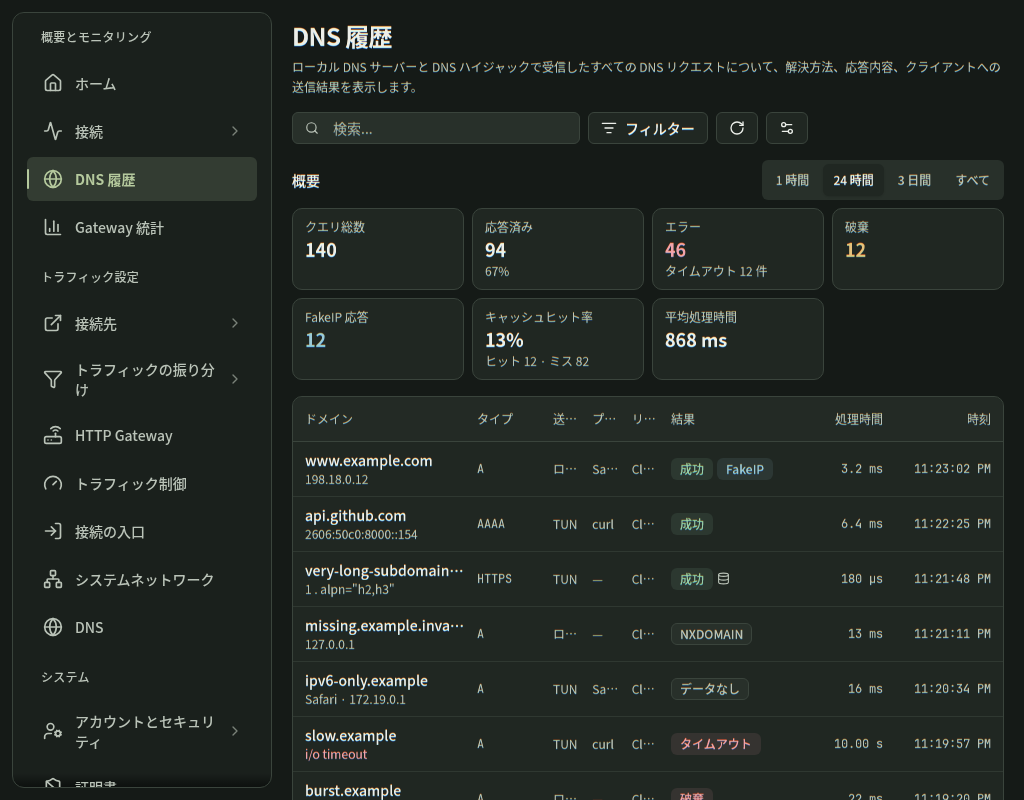 概要とモニタリング
ホーム
接続
DNS 履歴
Gateway 統計
トラフィック設定
接続先
トラフィックの振り分
け
HTTP Gateway
トラフィック制御
接続の入口
システムネットワーク
DNS
システム
アカウントとセキュリ
ティ
証明書
DNS 履歴
ローカル DNS サーバーと DNS ハイジャックで受信したすべての DNS リクエストについて、解決方法、応答内容、クライアントへの
送信結果を表示します。
検索...
フィルター
概要
1 時間 24 時間 3 日間 すべて
クエリ総数
140
応答済み
94
67%
エラー
46
タイムアウト 12 件
破棄
12
FakeIP 応答
12
キャッシュヒット率
13%
ヒット 12 · ミス 82
平均処理時間
868 ms
ドメイン タイプ 送… プ… リ… 結果 処理時間 時刻
www.example.com A ロ… Sa… Cl… 成功 FakeIP 3.2 ms 11:23:02 PM
198.18.0.12
api.github.com AAAA TUN curl Cl… 成功 6.4 ms 11:22:25 PM
2606:50c0:8000::154
very-long-subdomain… HTTPS TUN — Cl… 成功 180 µs 11:21:48 PM
1 . alpn="h2,h3"
missing.example.inva… A ロ… — Cl… NXDOMAIN 13 ms 11:21:11 PM
127.0.0.1
ipv6-only.example A TUN Sa… Cl… データなし 16 ms 11:20:34 PM
Safari · 172.19.0.1
slow.example A TUN curl Cl… タイムアウト 10.00 s 11:19:57 PM
i/o timeout
burst.example A TUN — Cl… 破棄 22 ms 11:19:20 PM